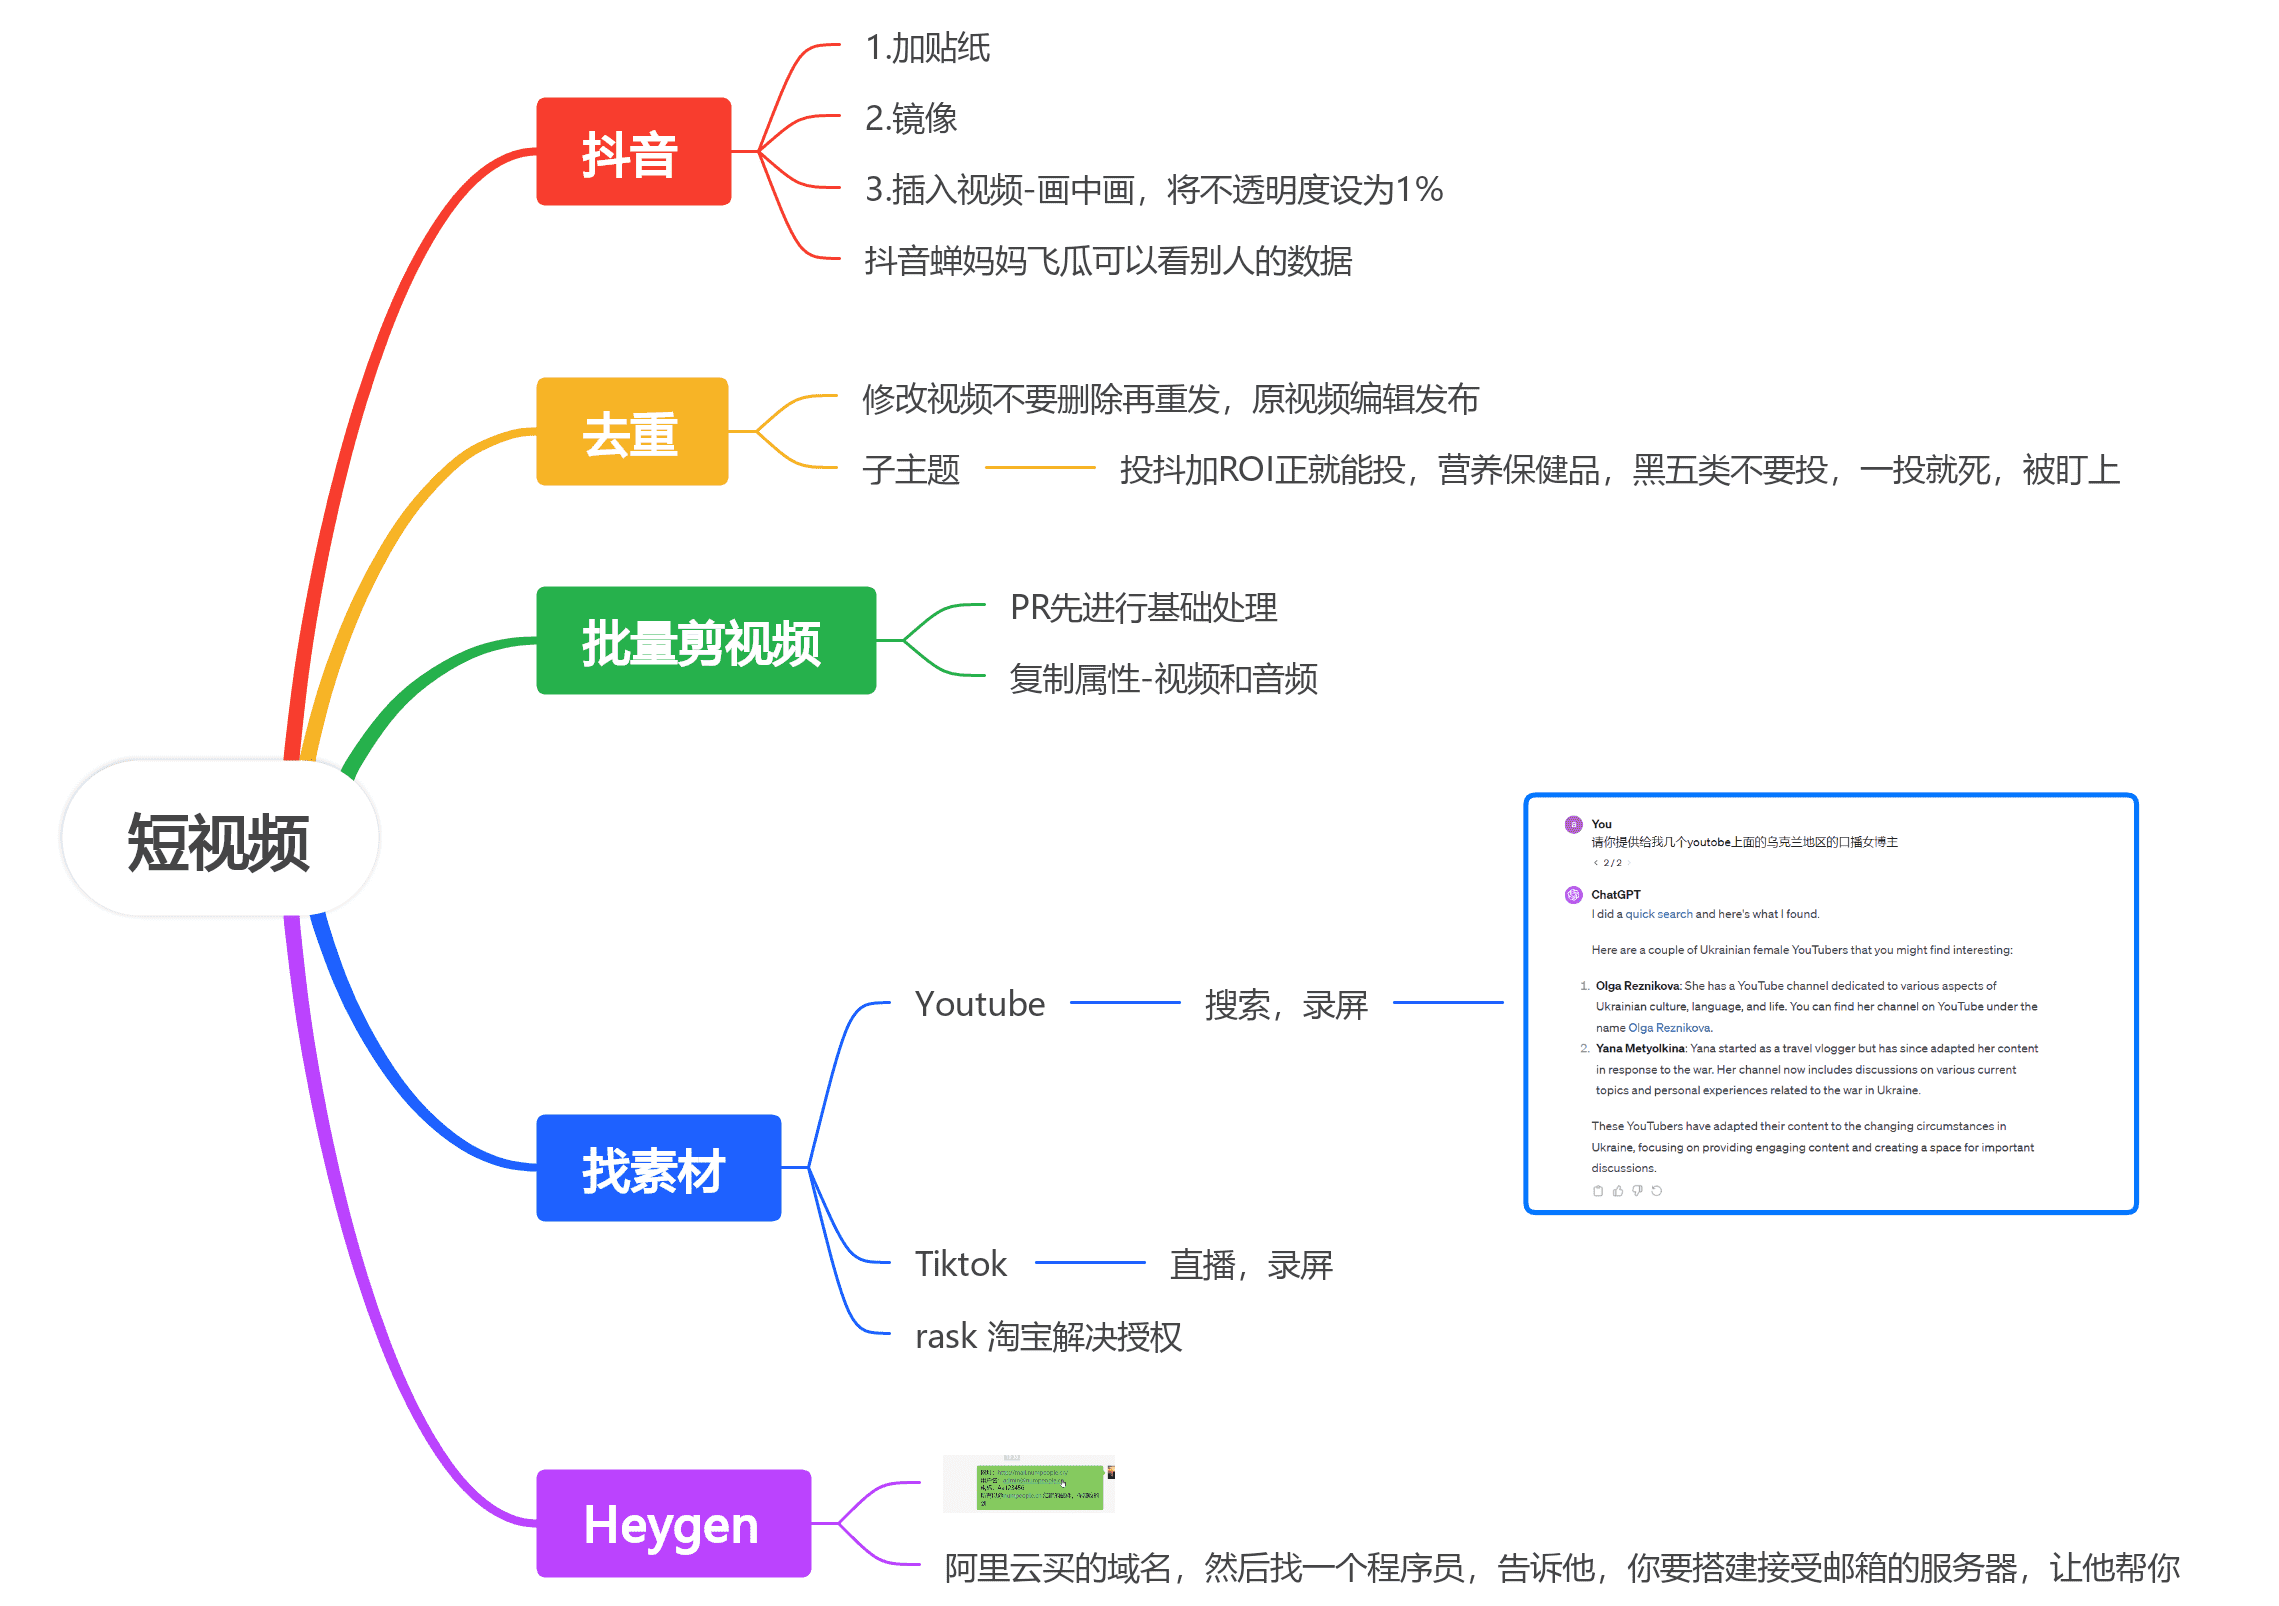 短视频
抖音
1.加贴纸
2.镜像
3.插入视频-画中画，将不透明度设为1%
抖音蝉妈妈飞瓜可以看别人的数据
去重
修改视频不要删除再重发，原视频编辑发布
子主题
投抖加ROI正就能投，营养保健品，黑五类不要投，一投就死，被盯上
批量剪视频
PR先进行基础处理
复制属性-视频和音频
找素材
Youtube
搜索，录屏
You
请你提供给我几个youtobe上面的乌克兰地区的口播女博主
2 / 2
ChatGPT
I did a quick search and here's what I found.
Here are a couple of Ukrainian female YouTubers that you might find interesting:
1. Olga Reznikova: She has a YouTube channel dedicated to various aspects of
Ukrainian culture, language, and life. You can find her channel on YouTube under the
name Olga Reznikova.
2. Yana Metyolkina: Yana started as a travel vlogger but has since adapted her content
in response to the war. Her channel now includes discussions on various current
topics and personal experiences related to the war in Ukraine.
These YouTubers have adapted their content to the changing circumstances in
Ukraine, focusing on providing engaging content and creating a space for important
discussions.
Tiktok
直播，录屏
rask 淘宝解决授权
Heygen
阿里云买的域名，然后找一个程序员，告诉他，你要搭建接受邮箱的服务器，让他帮你